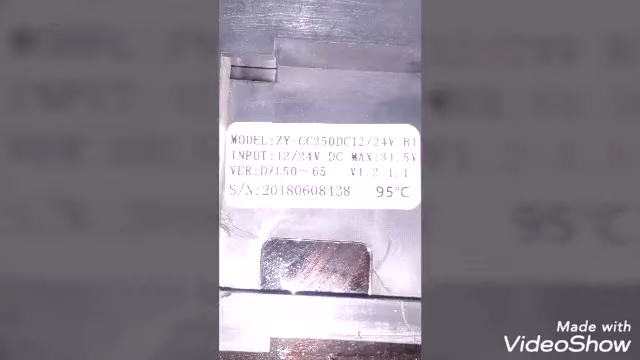 MODEL:ZY-CC250DC12/24V B1
INPUT:12/24V DC MAX:31.5V
VER:D/L50~65 V1.2 1.1
S/N:20180608438 95°C
Made with
VideoShow